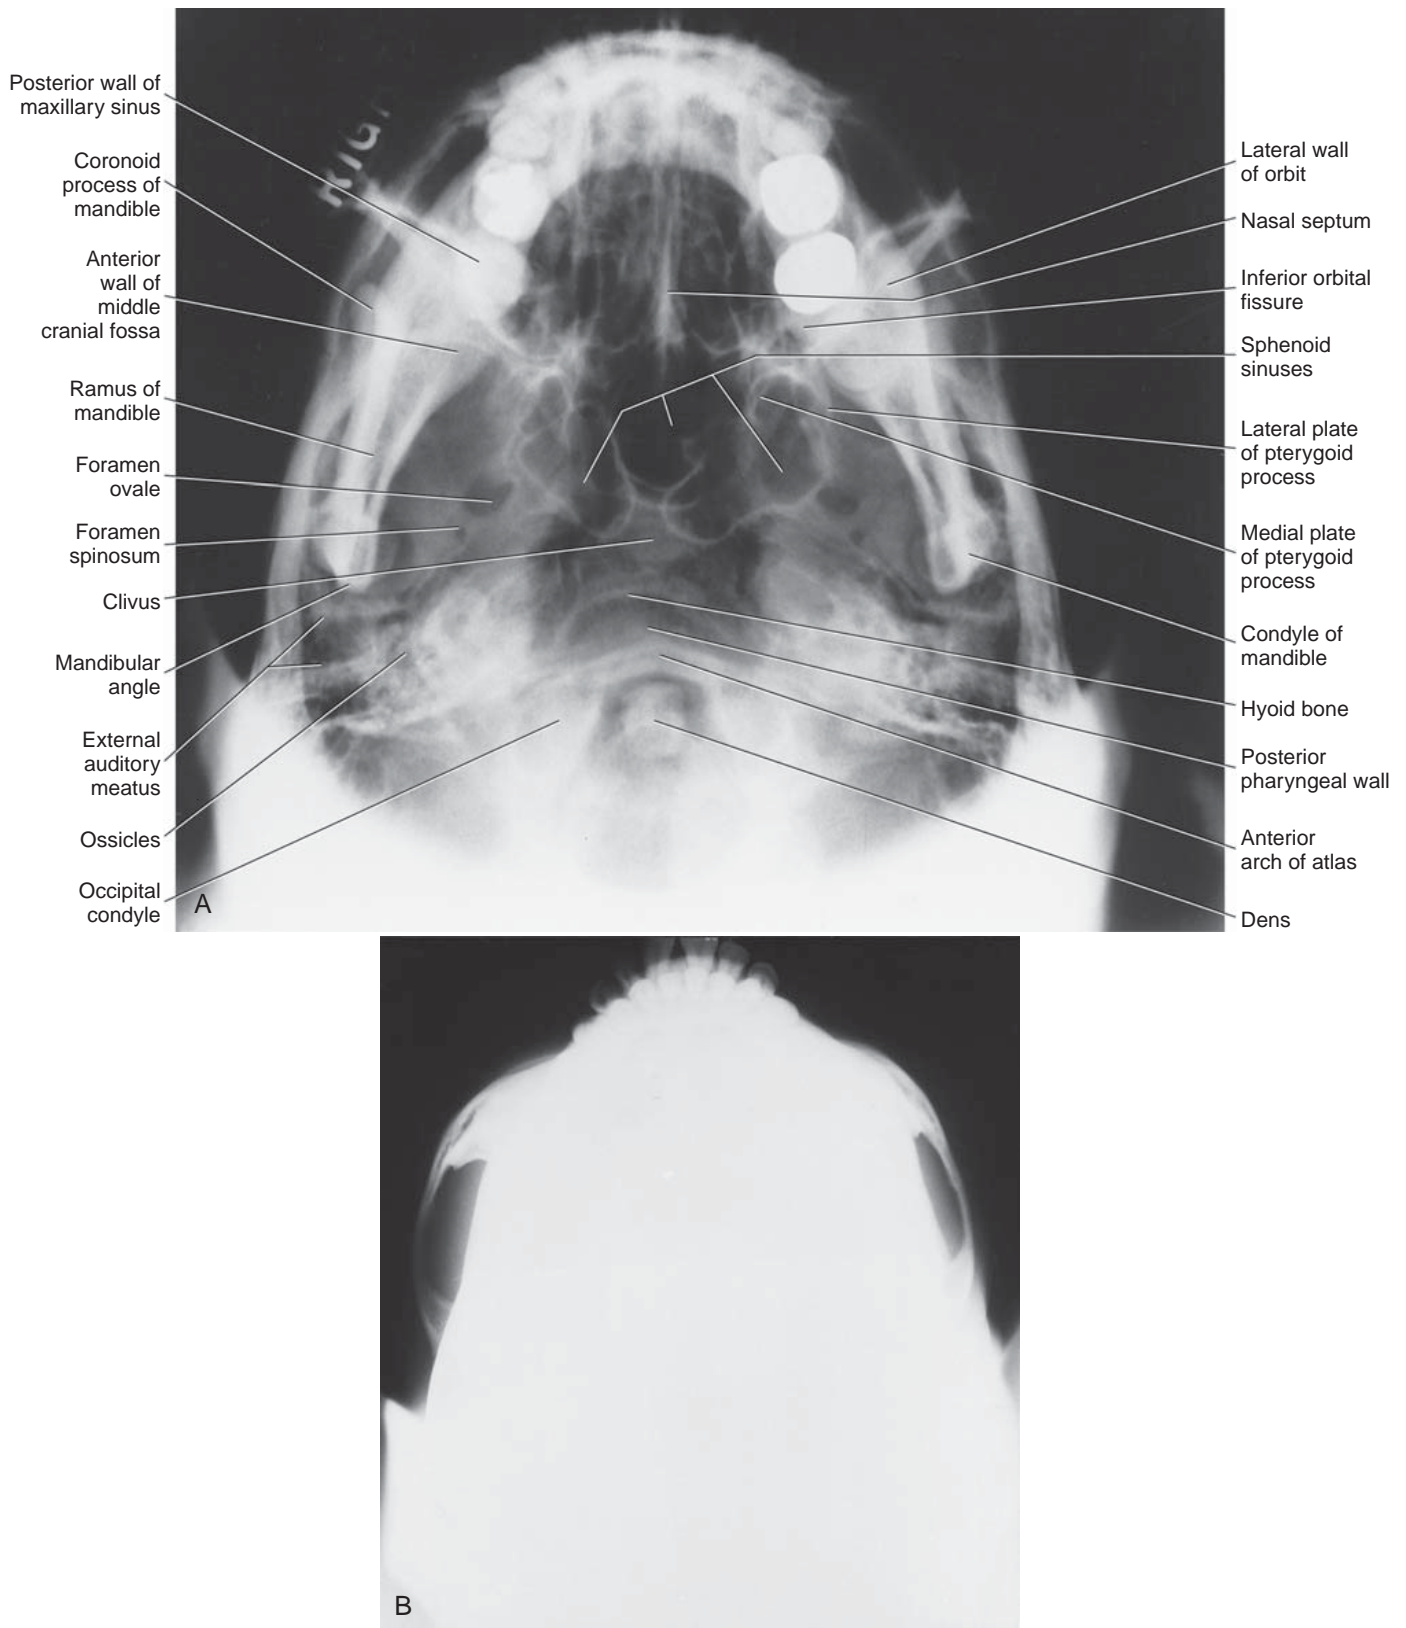 Posterior wall of
maxillary sinus
Coronoid
process of
mandible
Anterior
wall of
middle
cranial fossa
Ramus of
mandible
Foramen
ovale
Foramen
spinosum
Clivus
Mandibular
angle
External
auditory
meatus
Ossicles
Occipital
condyle
A
Lateral wall
of orbit
Nasal septum
Inferior orbital
fissure
Sphenoid
sinuses
Lateral plate
of pterygoid
process
Medial plate
of pterygoid
process
Condyle of
mandible
Hyoid bone
Posterior
pharyngeal wall
Anterior
arch of atlas
Dens
B